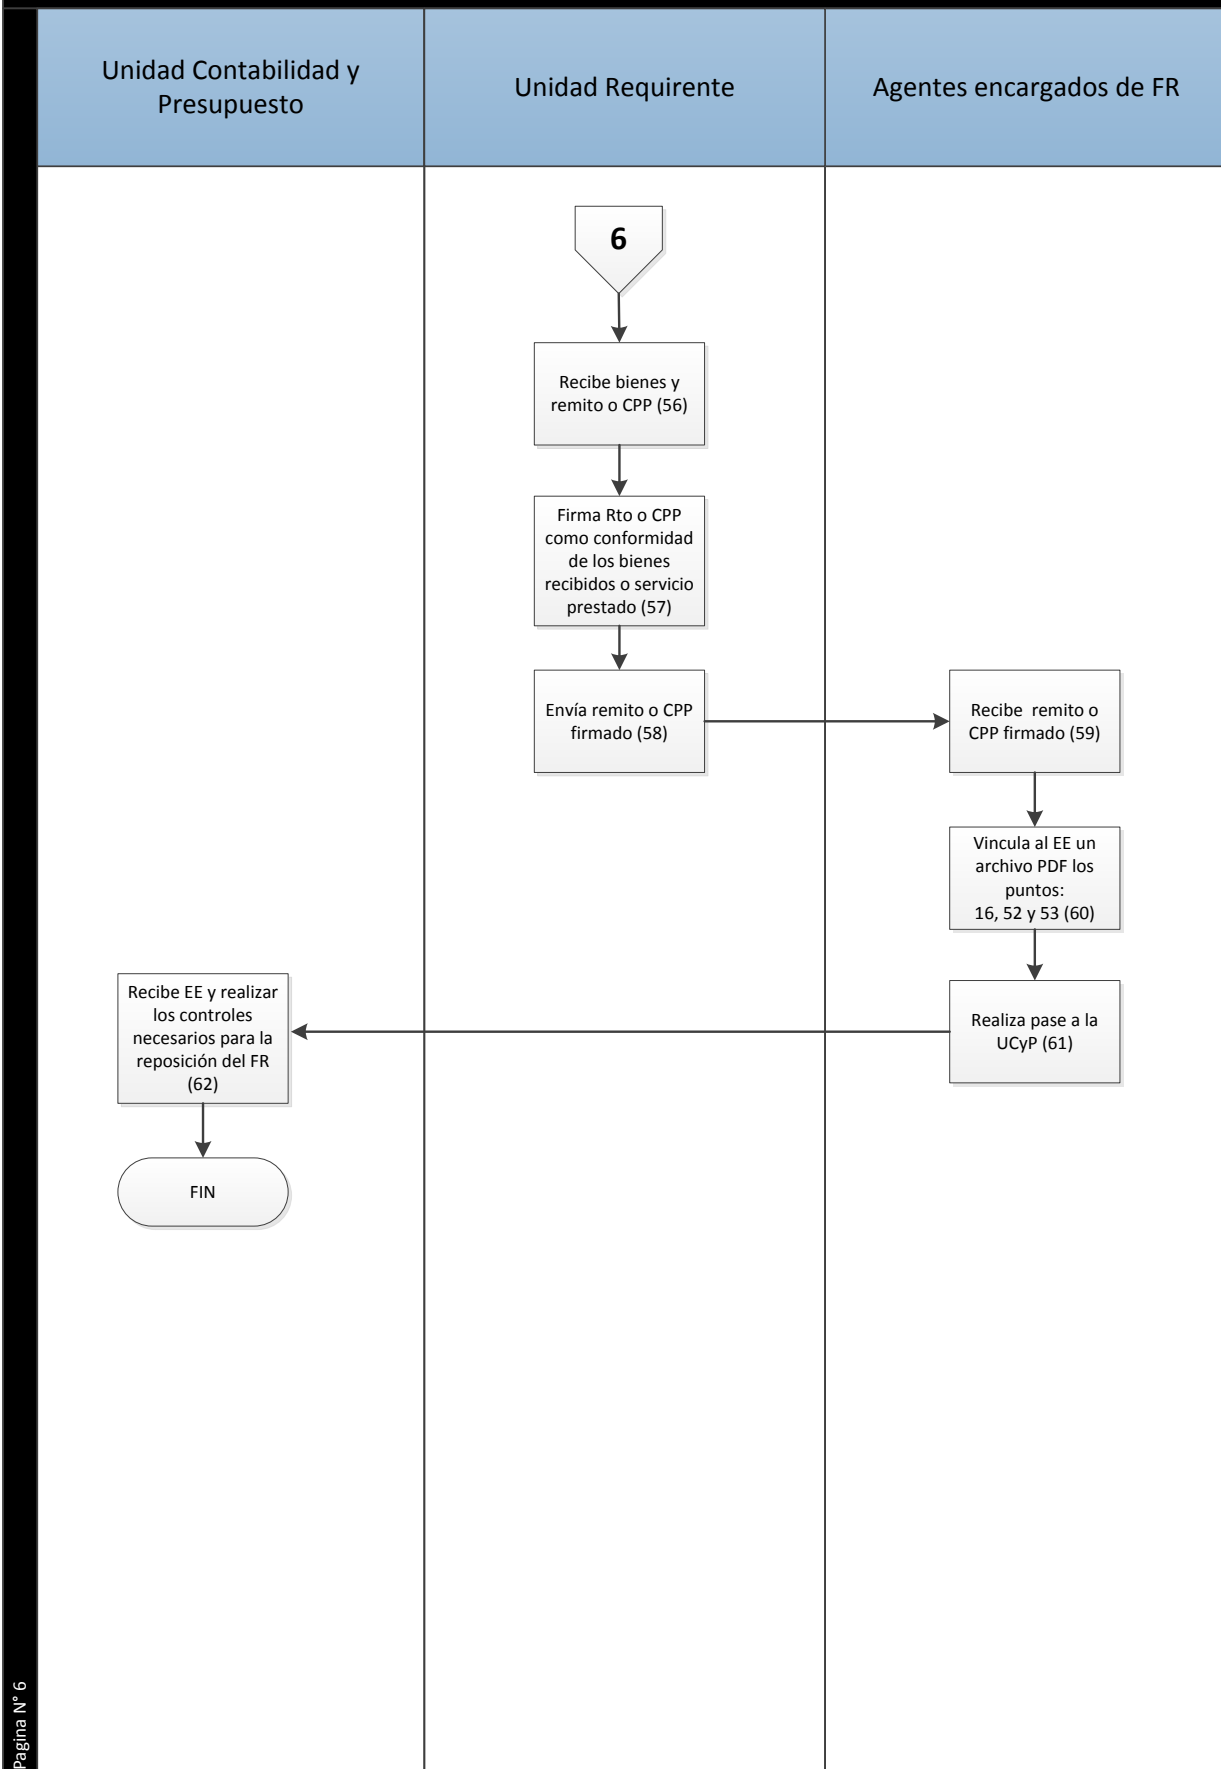 Unidad Contabilidad y
Presupuesto
Unidad Requirente
Agentes encargados de FR
6
Recibe bienes y
remito o CPP (56)
Firma Rto o CPP
como conformidad
de los bienes
recibidos o servicio
prestado (57)
Envía remito o CPP
firmado (58)
Recibe  remito o
CPP firmado (59)
Vincula al EE un
archivo PDF los
puntos:
16, 52 y 53 (60)
Realiza pase a la
UCyP (61)
Recibe EE y realizar
los controles
necesarios para la
reposición del FR
(62)
FIN
Pagina N° 6